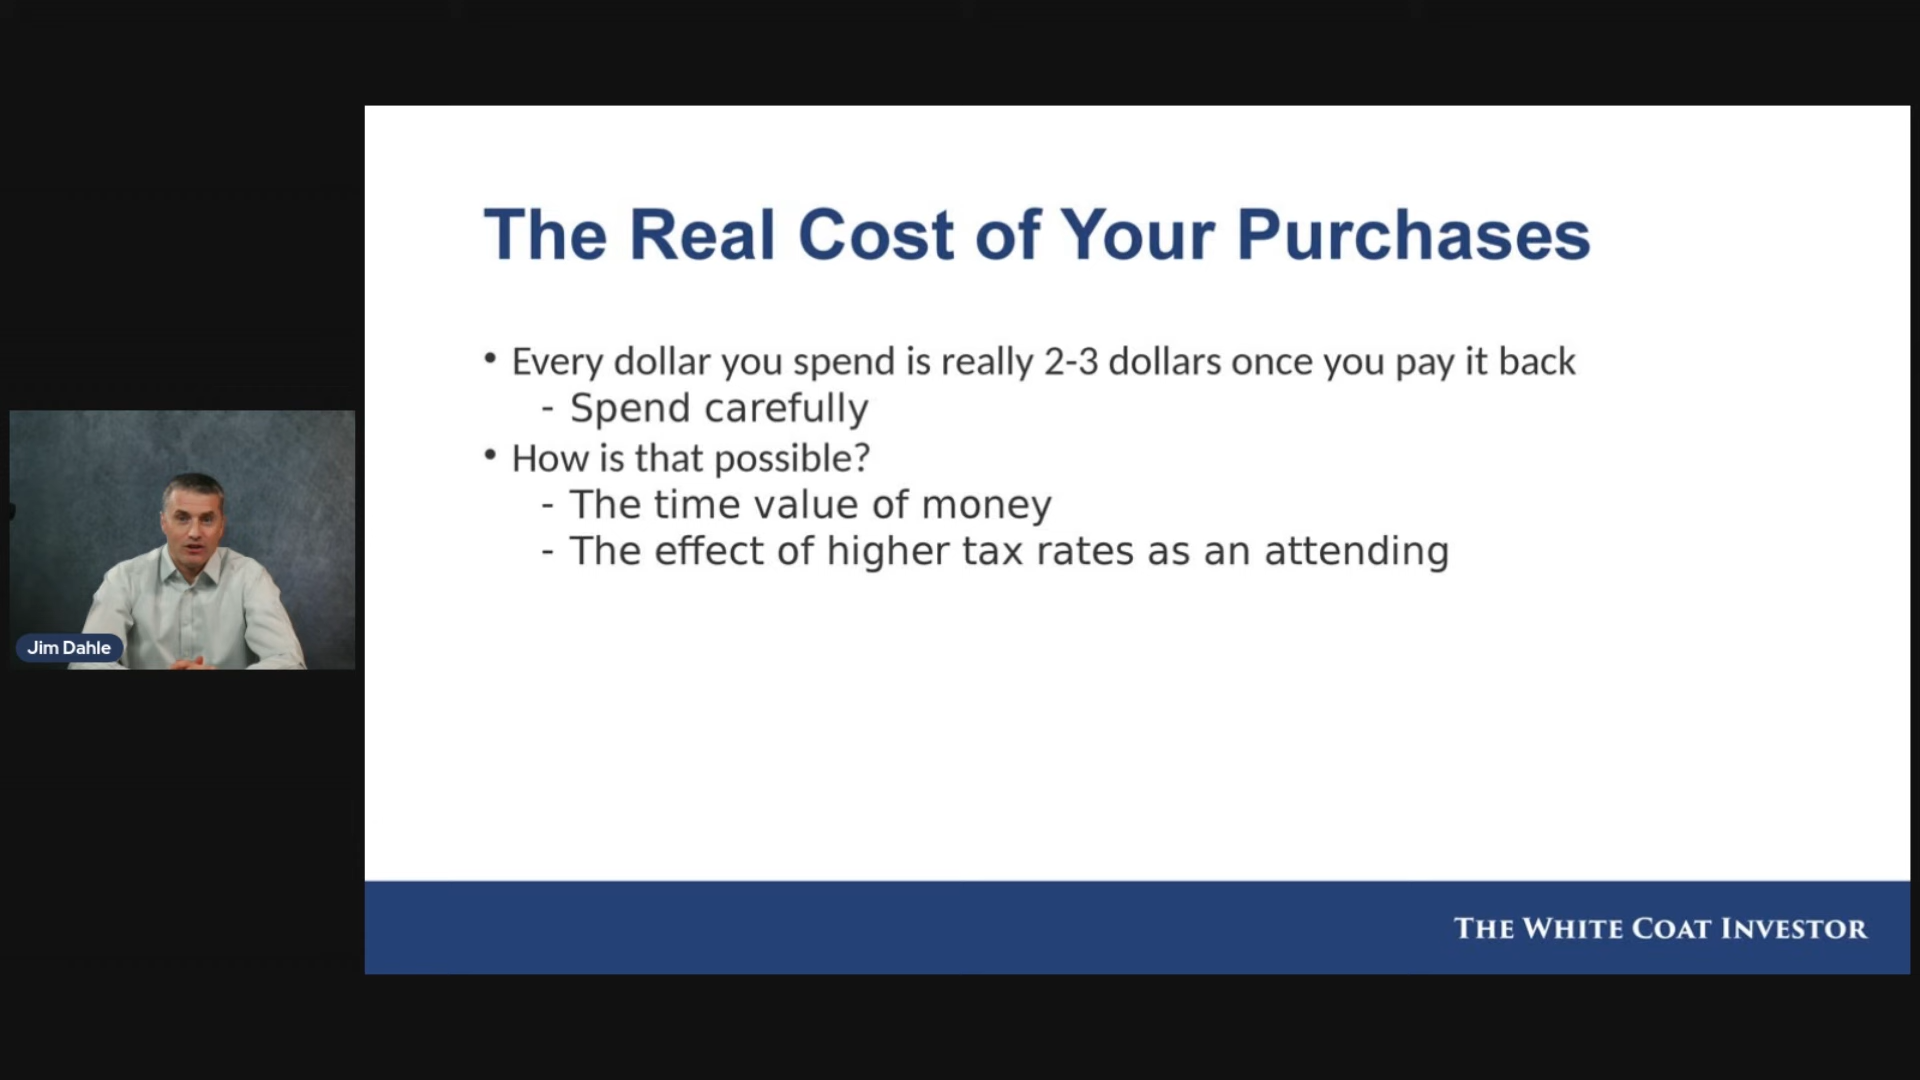 The Real Cost of Your Purchases
• Every dollar you spend is really 2-3 dollars once you pay it back
- Spend carefully
• How is that possible?
- The time value of money
- The effect of higher tax rates as an attending
Jim Dahle
THE WHITE COAT INVESTOR